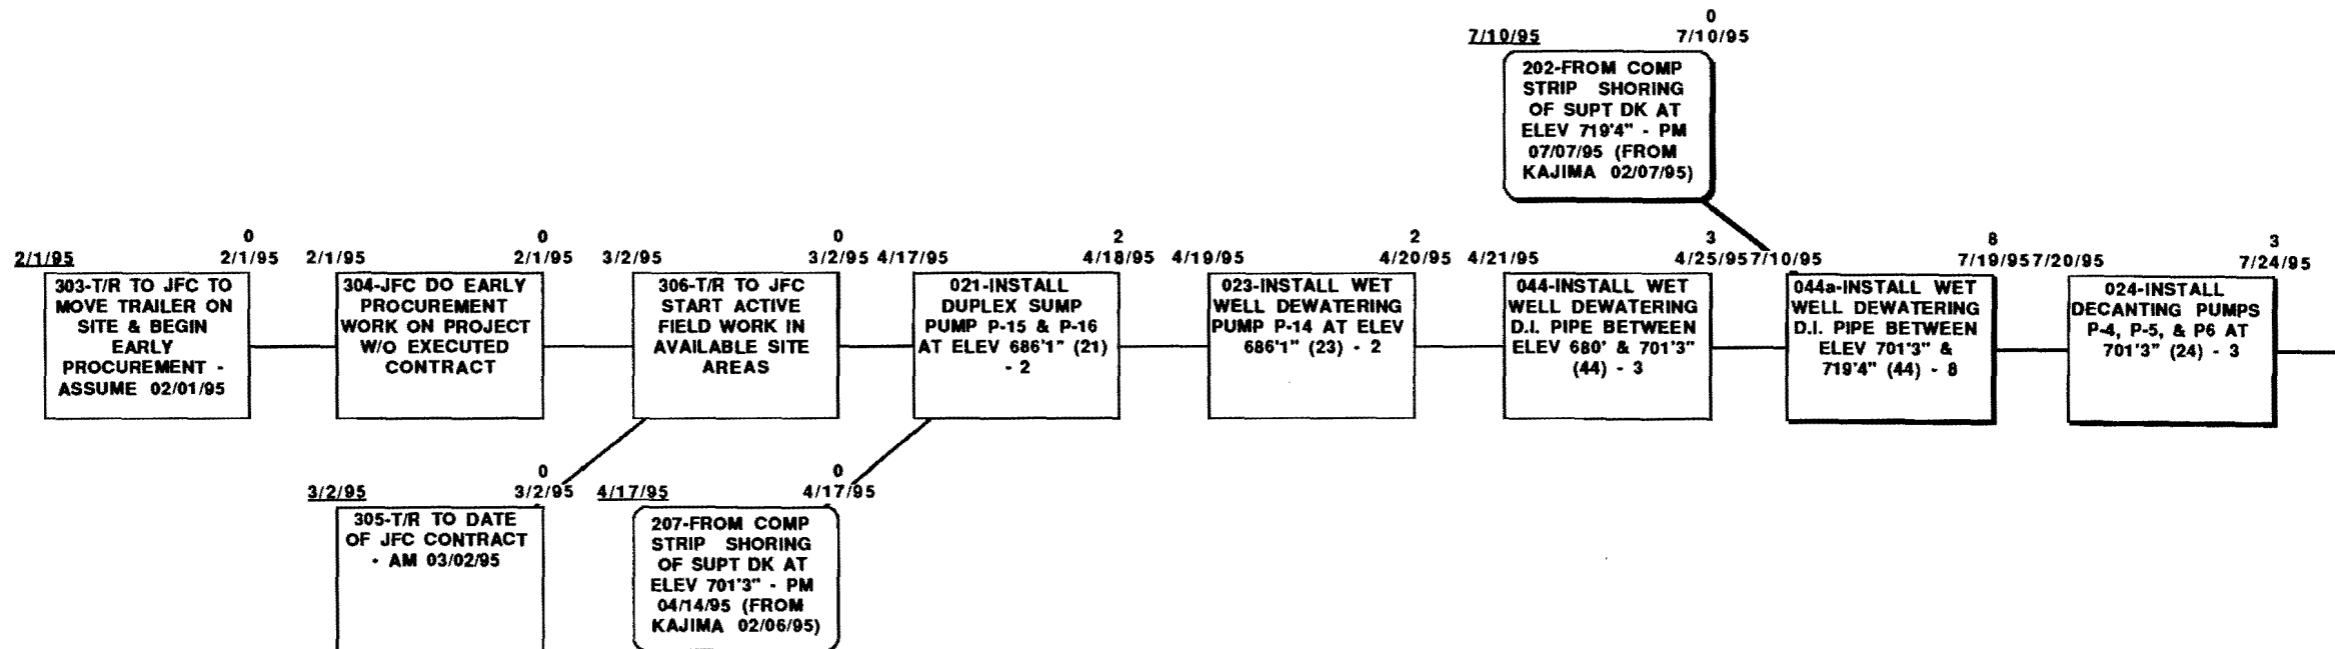 0
7/10/95 7/10/95
202-FROM COMP
STRIP SHORING
OF SUPT DK AT
ELEV 719'4" - PM
07/07/95 (FROM
KAJIMA 02/07/95)
0
2/1/95 2/1/95
303-T/R TO JFC TO
MOVE TRAILER ON
SITE & BEGIN
EARLY
PROCUREMENT -
ASSUME 02/01/95
0
2/1/95 2/1/95
304-JFC DO EARLY
PROCUREMENT
WORK ON PROJECT
W/O EXECUTED
CONTRACT
0
3/2/95 3/2/95
306-T/R TO JFC
START ACTIVE
FIELD WORK IN
AVAILABLE SITE
AREAS
2
4/17/95 4/18/95
021-INSTALL
DUPLEX SUMP
PUMP P-15 & P-16
AT ELEV 686'1" (21)
- 2
2
4/19/95 4/20/95
023-INSTALL WET
WELL DEWATERING
PUMP P-14 AT ELEV
686'1" (23) - 2
3
4/21/95 4/25/95
044-INSTALL WET
WELL DEWATERING
D.I. PIPE BETWEEN
ELEV 680' & 701'3"
(44) - 3
8
7/10/95 7/19/95
044a-INSTALL WET
WELL DEWATERING
D.I. PIPE BETWEEN
ELEV 701'3" &
719'4" (44) - 8
3
7/20/95 7/24/95
024-INSTALL
DECANTING PUMPS
P-4, P-5, & P6 AT
701'3" (24) - 3
0
3/2/95 3/2/95
305-T/R TO DATE
OF JFC CONTRACT
- AM 03/02/95
0
4/17/95 4/17/95
207-FROM COMP
STRIP SHORING
OF SUPT DK AT
ELEV 701'3" - PM
04/14/95 (FROM
KAJIMA 02/06/95)